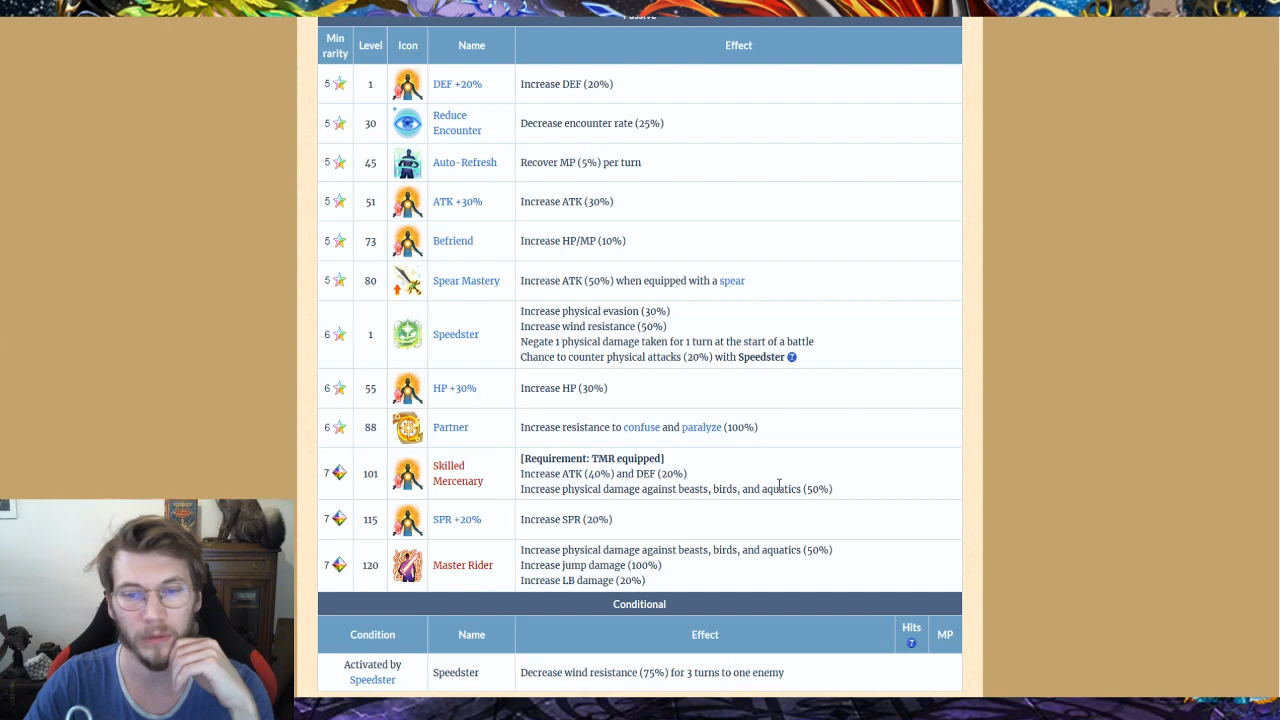 Min rarity Level Icon Name Effect
5 1 DEF +20% Increase DEF (20%)
5 30 Reduce Encounter Decrease encounter rate (25%)
5 45 Auto-Refresh Recover MP (5%) per turn
5 51 ATK +30% Increase ATK (30%)
5 73 Befriend Increase HP/MP (10%)
5 80 Spear Mastery Increase ATK (50%) when equipped with a spear
6 1 Speedster Increase physical evasion (30%)
Increase wind resistance (50%)
Negate 1 physical damage taken for 1 turn at the start of a battle
Chance to counter physical attacks (20%) with Speedster ?
6 55 HP +30% Increase HP (30%)
6 88 Partner Increase resistance to confuse and paralyze (100%)
7 101 Skilled Mercenary [Requirement: TMR equipped]
Increase ATK (40%) and DEF (20%)
Increase physical damage against beasts, birds, and aquatics (50%)
7 115 SPR +20% Increase SPR (20%)
7 120 Master Rider Increase physical damage against beasts, birds, and aquatics (50%)
Increase jump damage (100%)
Increase LB damage (20%)
Conditional
Condition Name Effect Hits ? MP
Activated by Speedster Speedster Decrease wind resistance (75%) for 3 turns to one enemy